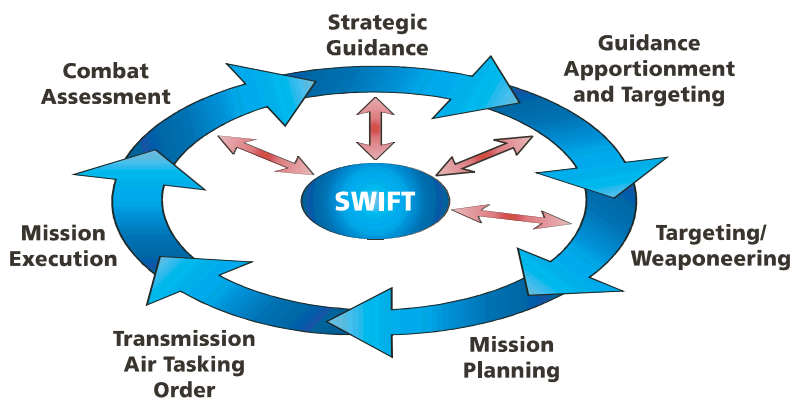 Strategic
Guidance
Guidance
Apportionment
and Targeting
Targeting/
Weaponeering
Mission
Planning
Transmission
Air Tasking
Order
Mission
Execution
Combat
Assessment
SWIFT